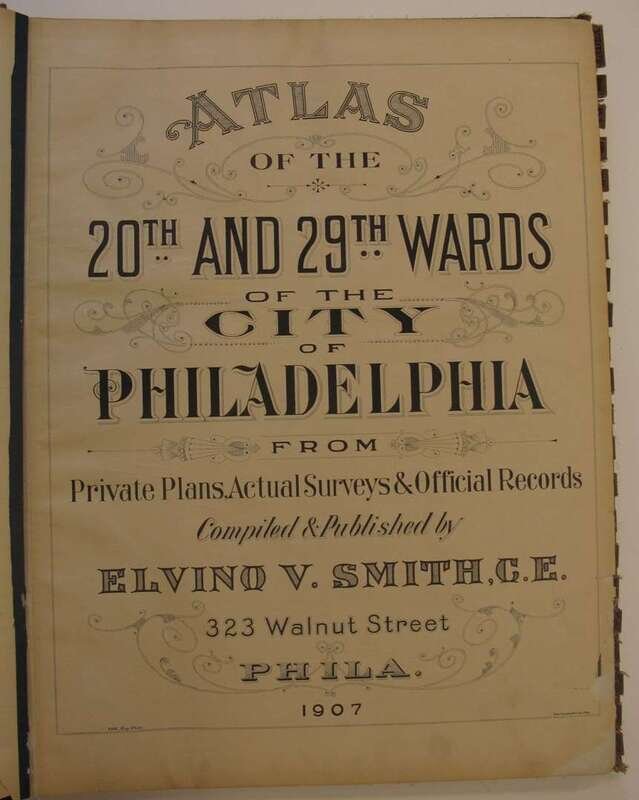 ATLAS
OF THE
20TH AND 29TH WARDS
OF THE
CITY
OF
PHILADELPHIA
FROM
Private Plans, Actual Surveys & Official Records
Compiled & Published by
ELVINO V. SMITH, C.E.
323 Walnut Street
PHILA.
1907